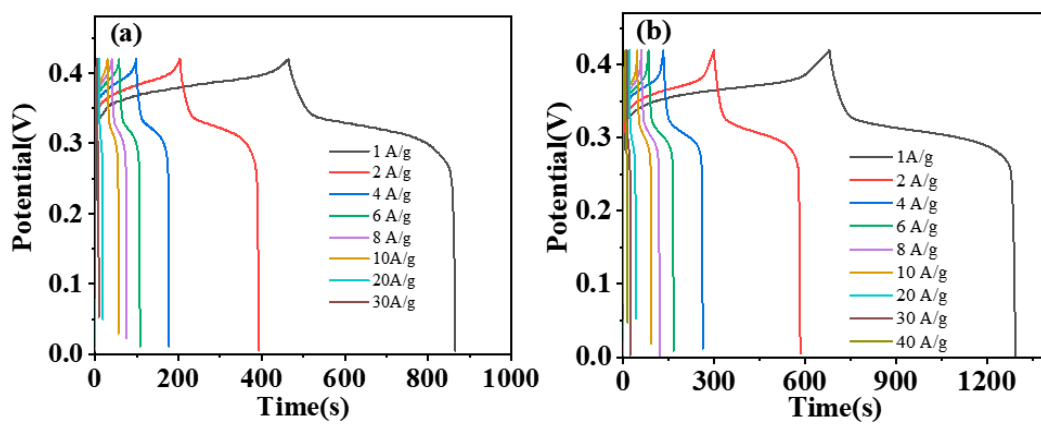 (a)
Potential(V)
0.4
0.3
0.2
0.1
0.0
1 A/g
2 A/g
4 A/g
6 A/g
8 A/g
10A/g
20A/g
30A/g
0 200 400 600 800 1000
Time(s)
(b)
Potential(V)
0.4
0.3
0.2
0.1
0.0
1A/g
2 A/g
4 A/g
6 A/g
8 A/g
10 A/g
20 A/g
30 A/g
40 A/g
0 300 600 900 1200
Time(s)